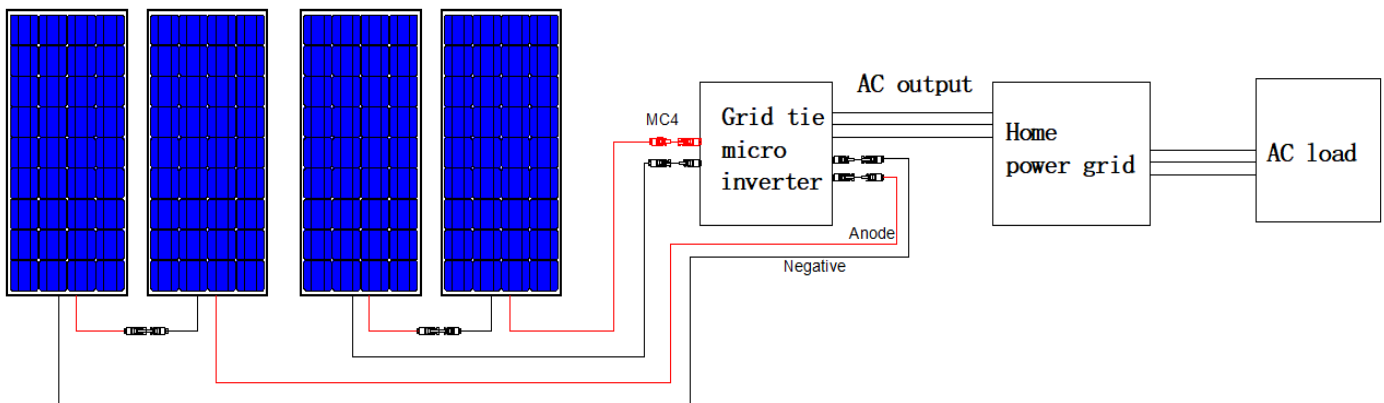 MC4
Grid tie
micro
inverter
AC output
Home
power grid
AC load
Anode
Negative